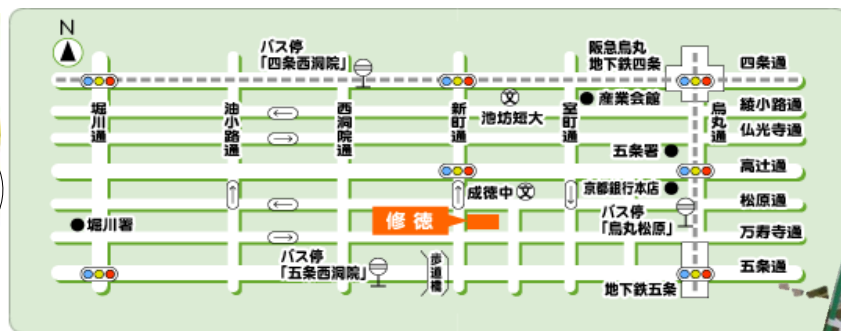 N
バス停
「四条西洞院」
阪急烏丸
地下鉄四条
四条通
堀川通
油小路通
西洞院通
新町通
室町通
烏丸通
産業会館
綾小路通
池坊短大
仏光寺通
五条署
高辻通
成徳中
京都銀行本店
松原通
堀川署
修徳
バス停
「烏丸松原」
万寿寺通
バス停
「五条西洞院」
歩道橋
五条通
地下鉄五条